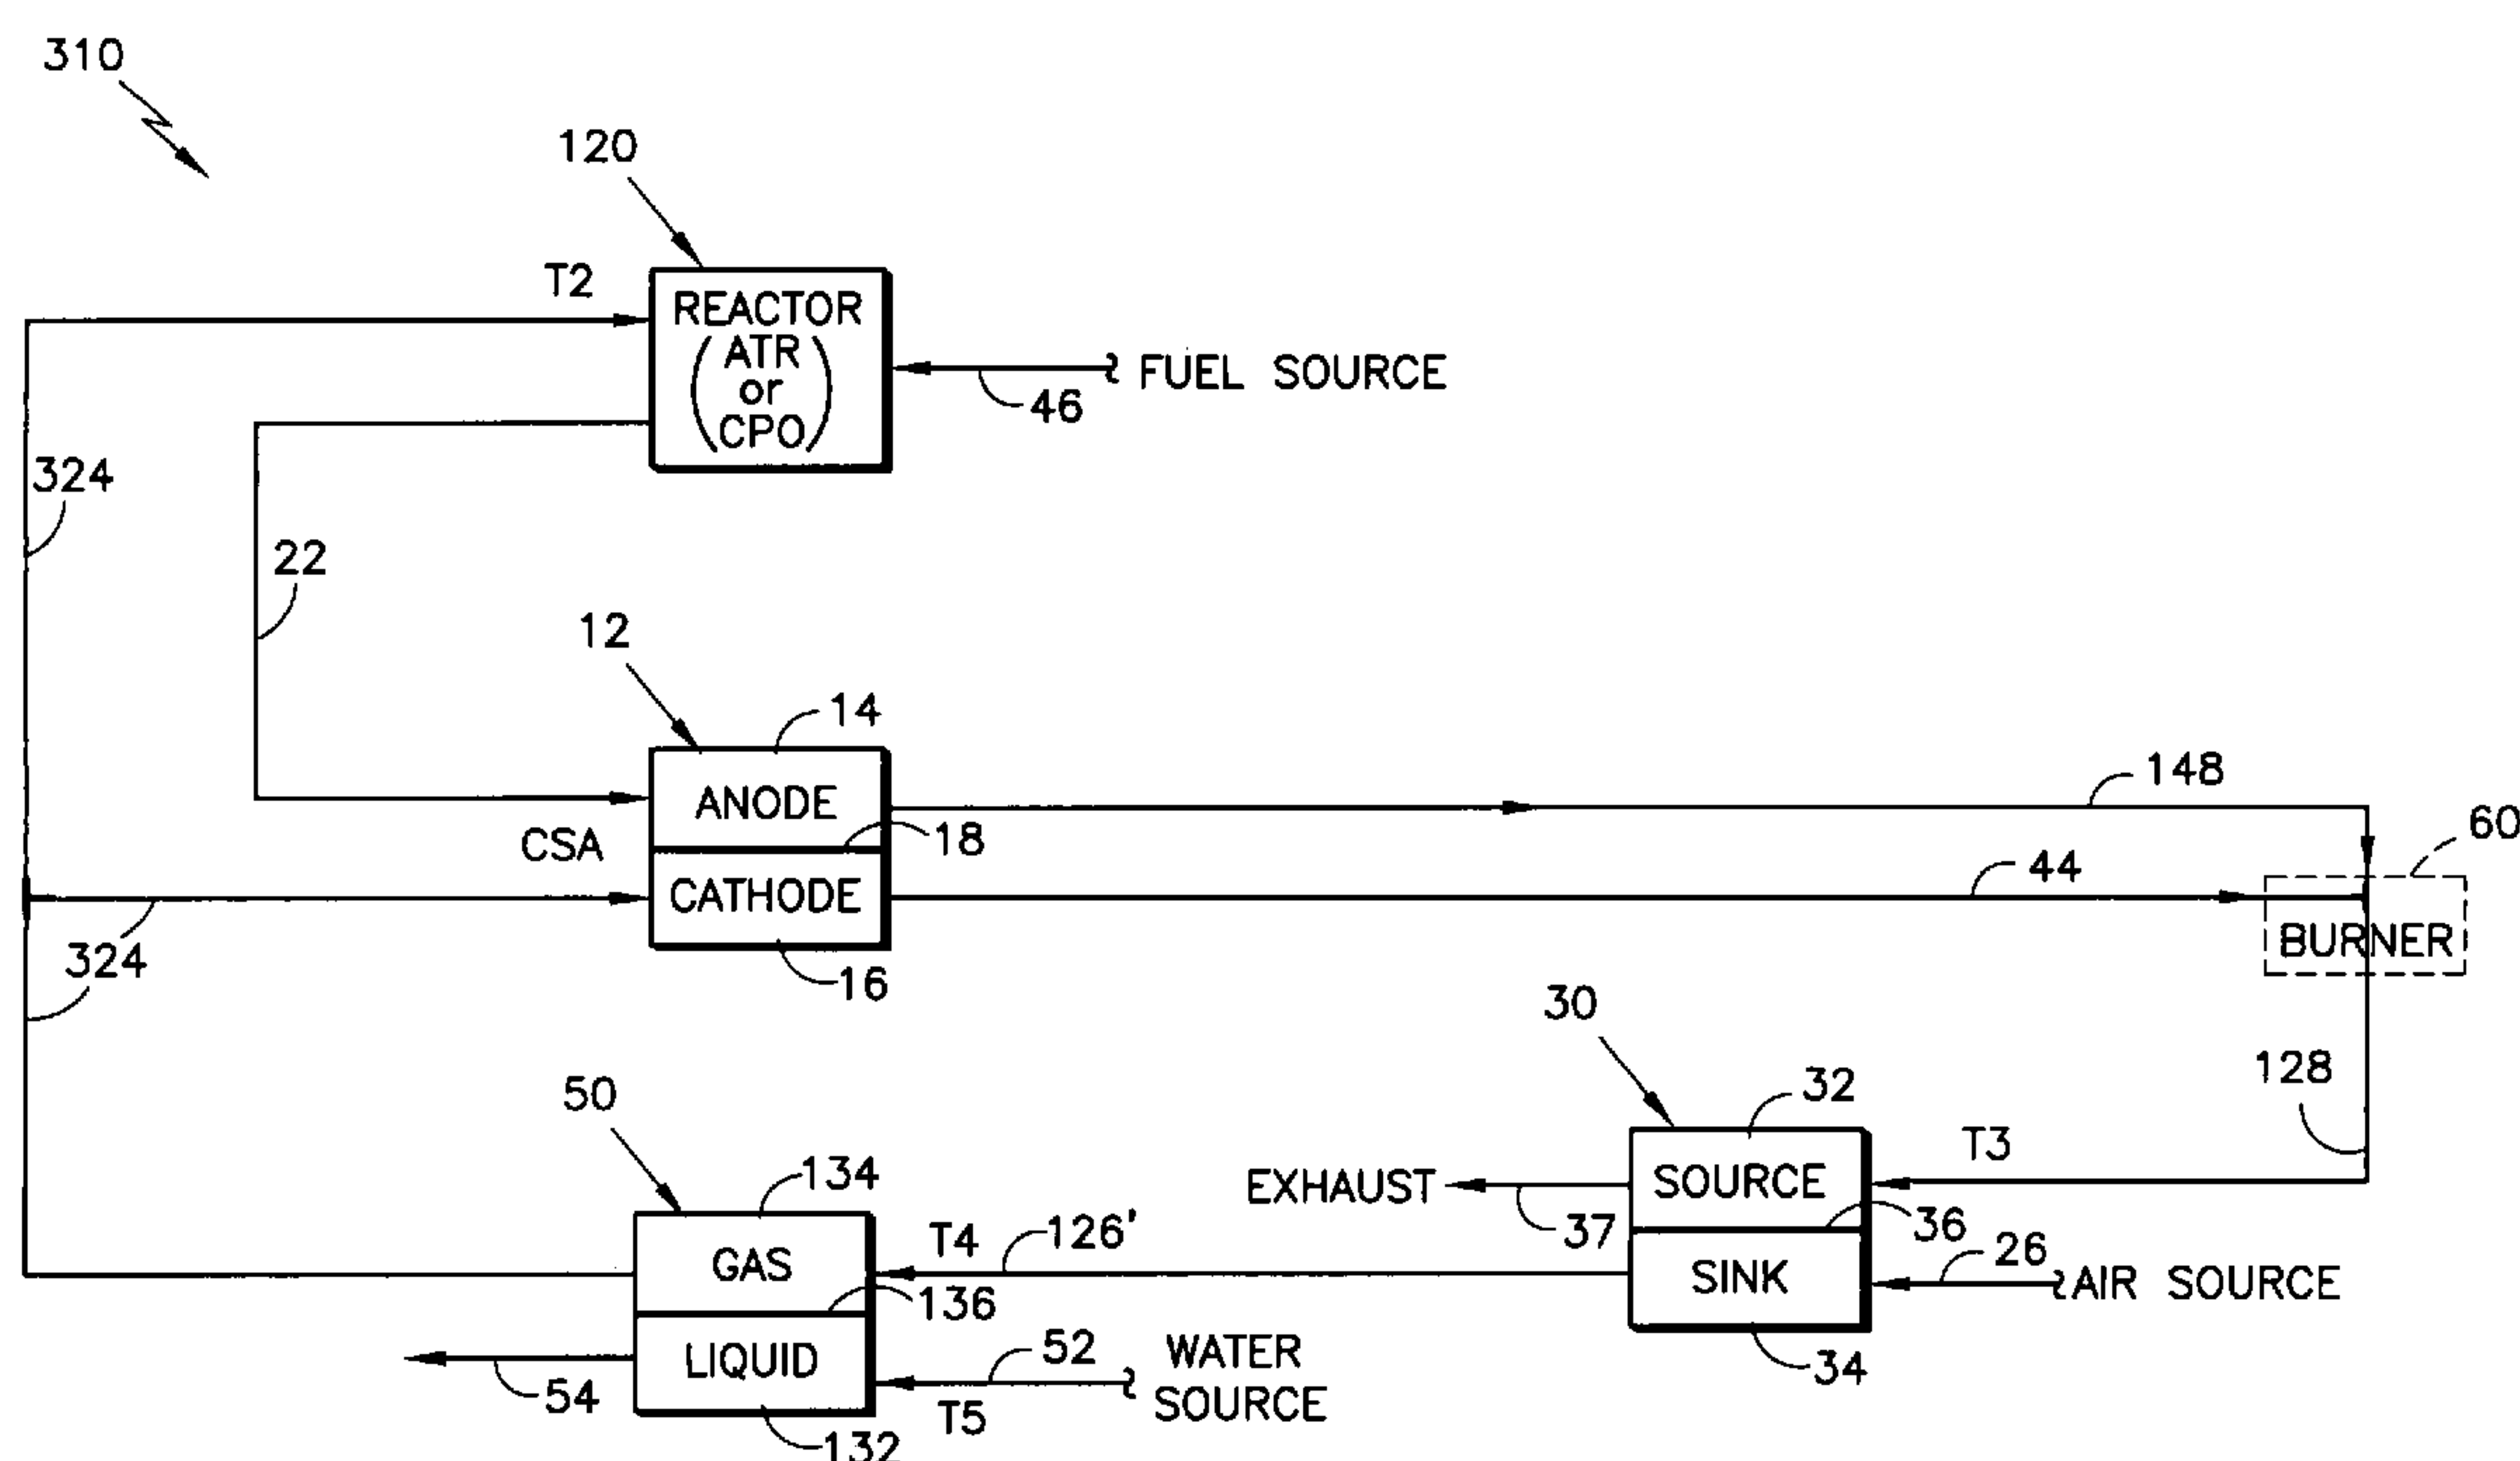 310
120
T2
REACTOR
(ATR
or
CPO)
FUEL SOURCE
46
324
22
12
14
ANODE
148
CSA
18
60
CATHODE
44
324
BURNER
16
30
128
50
32
134
T3
EXHAUST
SOURCE
37
36
T4
126'
26
GAS
SINK
AIR SOURCE
136
52
WATER
SOURCE
LIQUID
34
54
T5
132